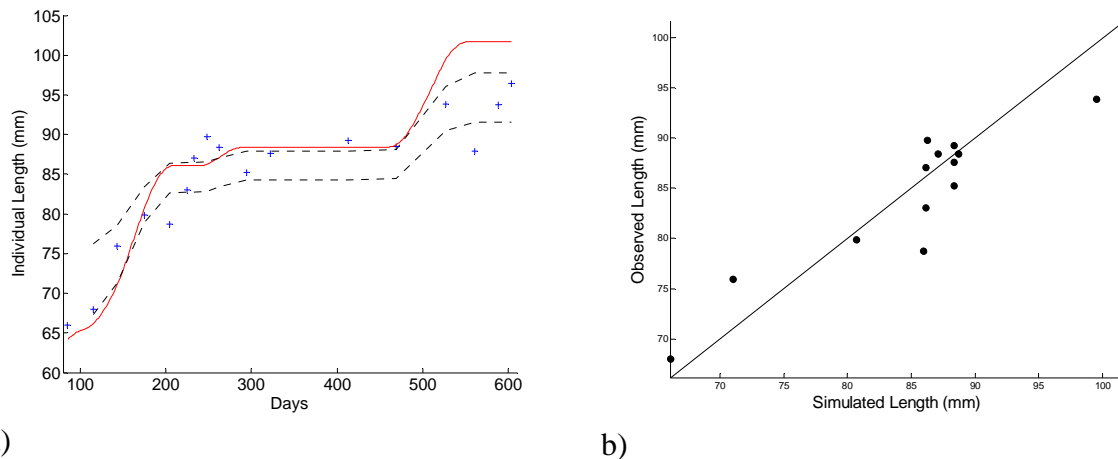 105
100
95
90
85
80
75
70
65
60
Individual Length (mm)
100 200 300 400 500 600
Days
)
100
95
90
85
80
75
70
Observed Length (mm)
70 75 80 85 90 95 100
Simulated Length (mm)
b)